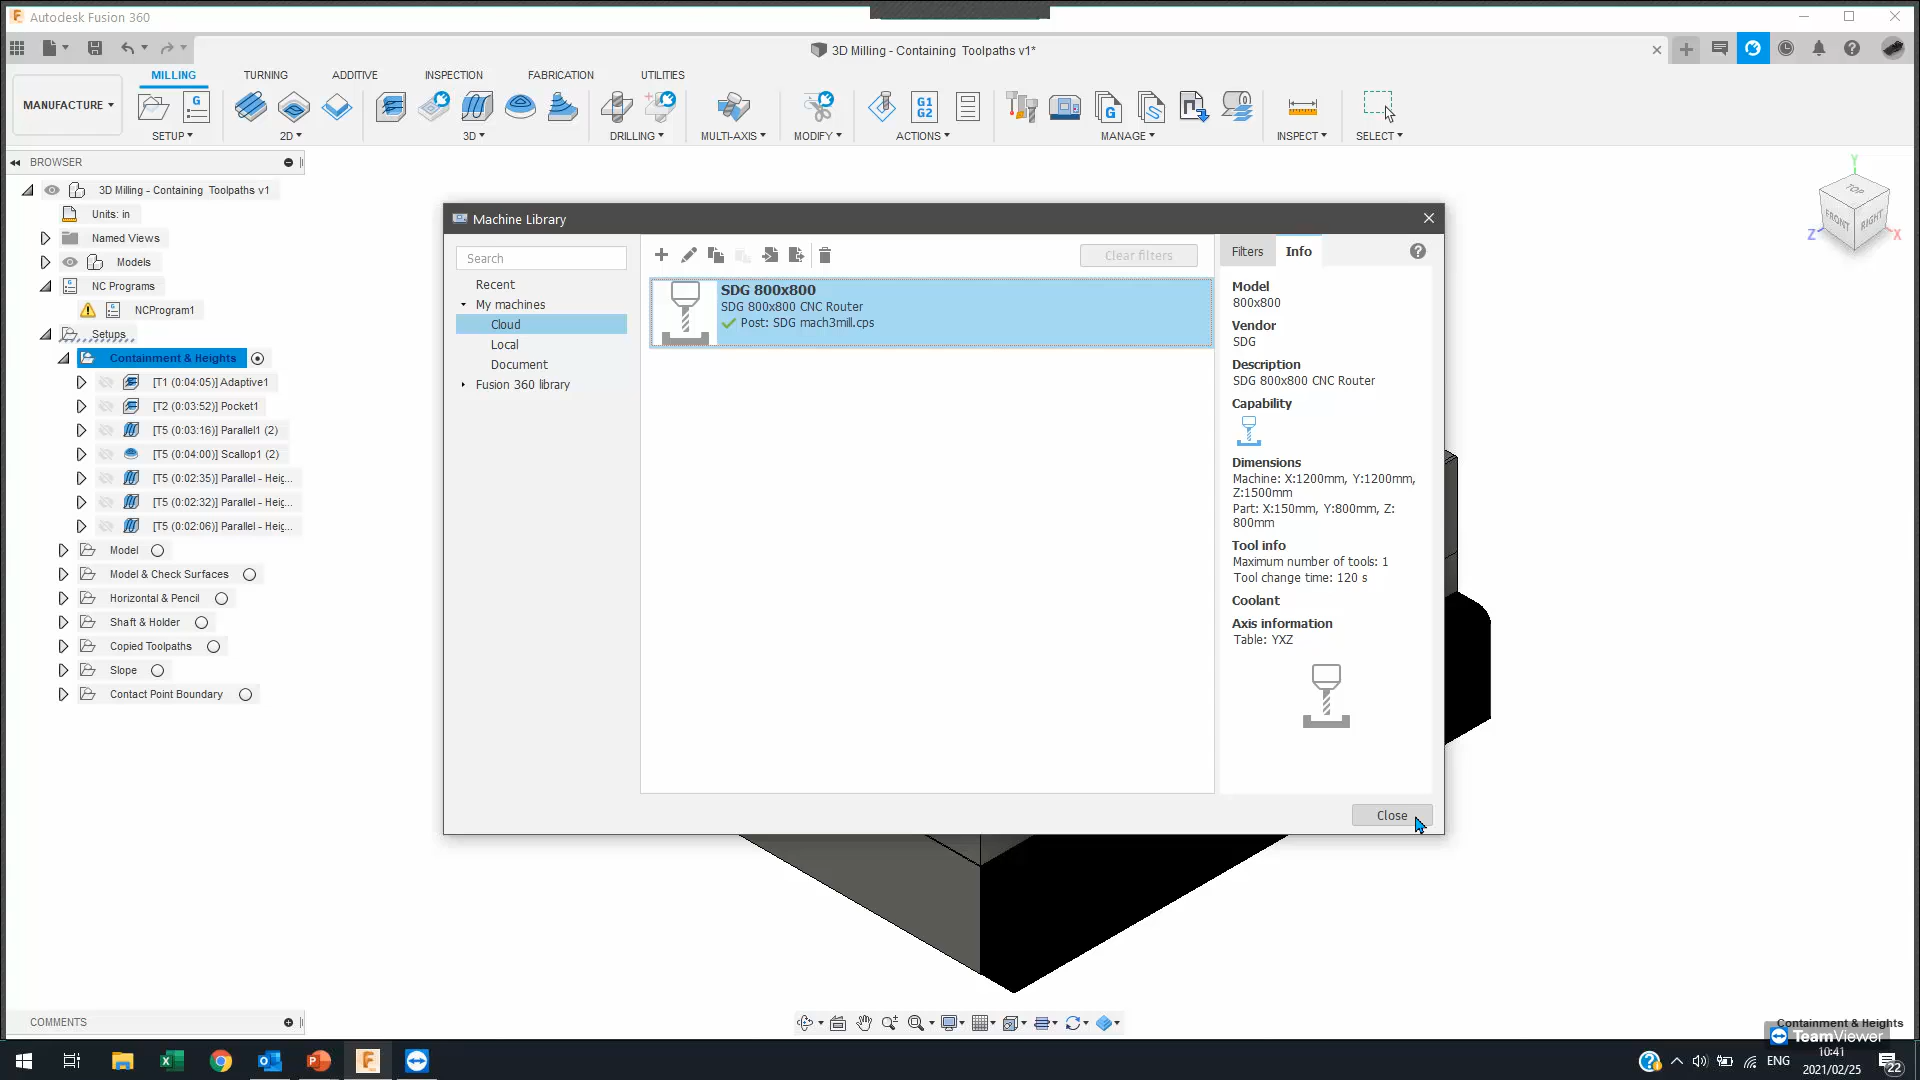 Autodesk Fusion 360
3D Milling - Containing Toolpaths v1*
MILLING
TURNING
ADDITIVE
INSPECTION
FABRICATION
UTILITIES
MANUFACTURE
G
G1
G2
G
S
SETUP
2D
3D
DRILLING
MULTI-AXIS
MODIFY
ACTIONS
MANAGE
INSPECT
SELECT
BROWSER
3D Milling - Containing Toolpaths v1
Units: in
Named Views
Models
NC Programs
NCProgram1
Setups
Containment & Heights
[T1 (0:04:05)] Adaptive1
[T2 (0:03:52)] Pocket1
[T5 (0:03:16)] Parallel1 (2)
[T5 (0:04:00)] Scallop1 (2)
[T5 (0:02:35)] Parallel - Heig...
[T5 (0:02:32)] Parallel - Heig...
[T5 (0:02:06)] Parallel - Heig...
Model
Model & Check Surfaces
Horizontal & Pencil
Shaft & Holder
Copied Toolpaths
Slope
Contact Point Boundary
Machine Library
Search
Recent
My machines
Cloud
Local
Document
Fusion 360 library
Clear filters
SDG 800x800
SDG 800x800 CNC Router
Post: SDG mach3mill.cps
Filters
Info
Model
800x800
Vendor
SDG
Description
SDG 800x800 CNC Router
Capability
Dimensions
Machine: X:1200mm, Y:1200mm,
Z:1500mm
Part: X:150mm, Y:800mm, Z:
800mm
Tool info
Maximum number of tools: 1
Tool change time: 120 s
Coolant
Axis information
Table: YXZ
Close
Y
TOP
FRONT
RIGHT
Z
X
COMMENTS
Containment & Heights
TeamViewer
ENG
10:41
2021/02/25
22